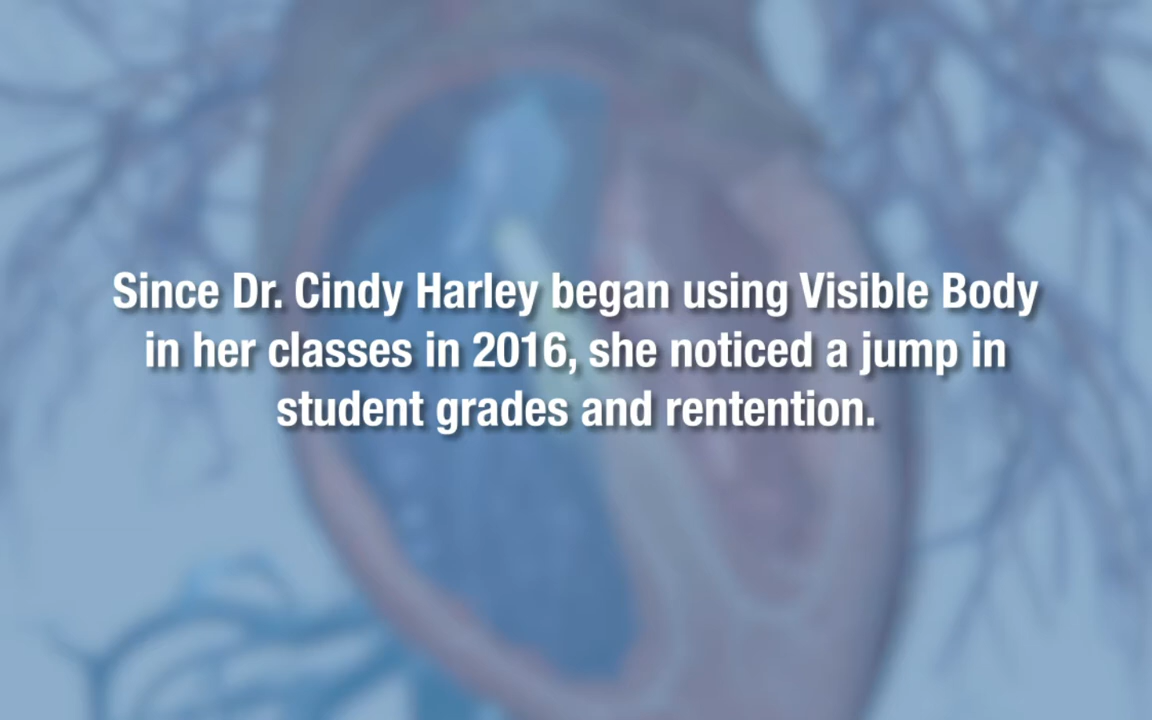 Since Dr. Cindy Harley began using Visible Body
in her classes in 2016, she noticed a jump in
student grades and rentention.